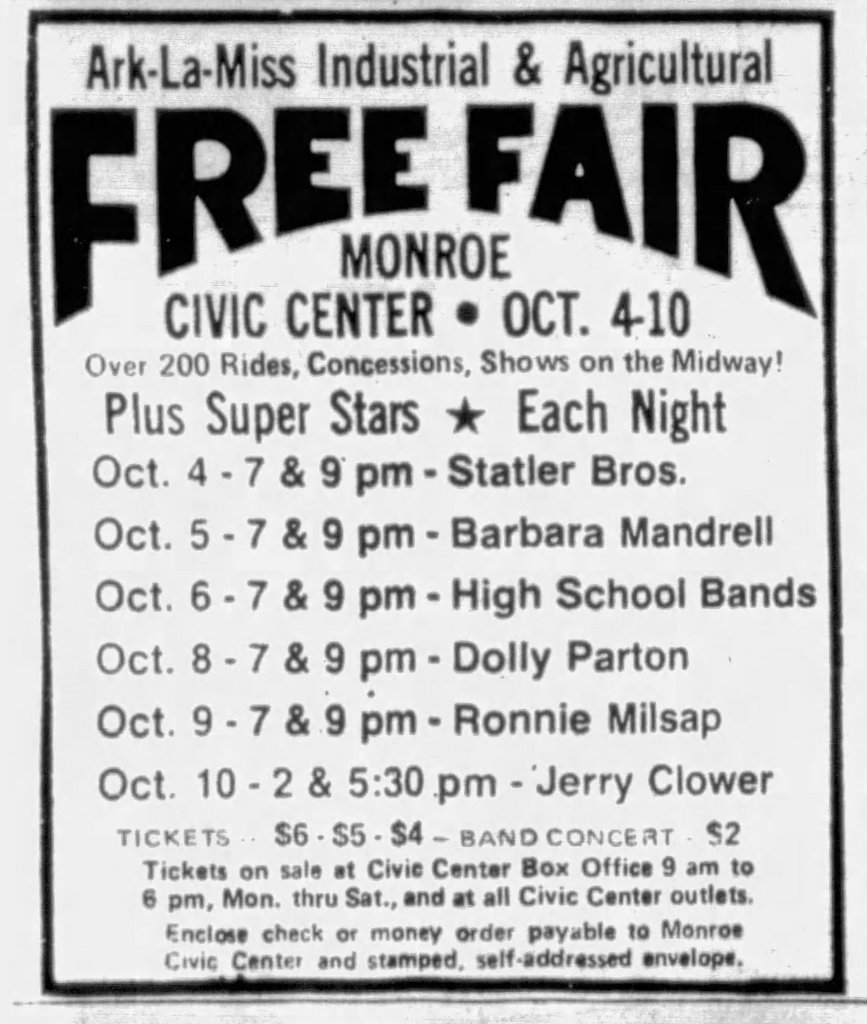 Ark-La-Miss Industrial & Agricultural
FREE FAIR
MONROE
CIVIC CENTER • OCT. 4-10
Over 200 Rides, Concessions, Shows on the Midway!
Plus Super Stars ★ Each Night
Oct. 4 - 7 & 9 pm - Statler Bros.
Oct. 5 - 7 & 9 pm - Barbara Mandrell
Oct. 6 - 7 & 9 pm - High School Bands
Oct. 8 - 7 & 9 pm - Dolly Parton
Oct. 9 - 7 & 9 pm - Ronnie Milsap
Oct. 10 - 2 & 5:30 pm - Jerry Clower
TICKETS -- $6 - $5 - $4 – BAND CONCERT - $2
Tickets on sale at Civic Center Box Office 9 am to
6 pm, Mon. thru Sat., and at all Civic Center outlets.
Enclose check or money order payable to Monroe
Civic Center and stamped, self-addressed envelope.